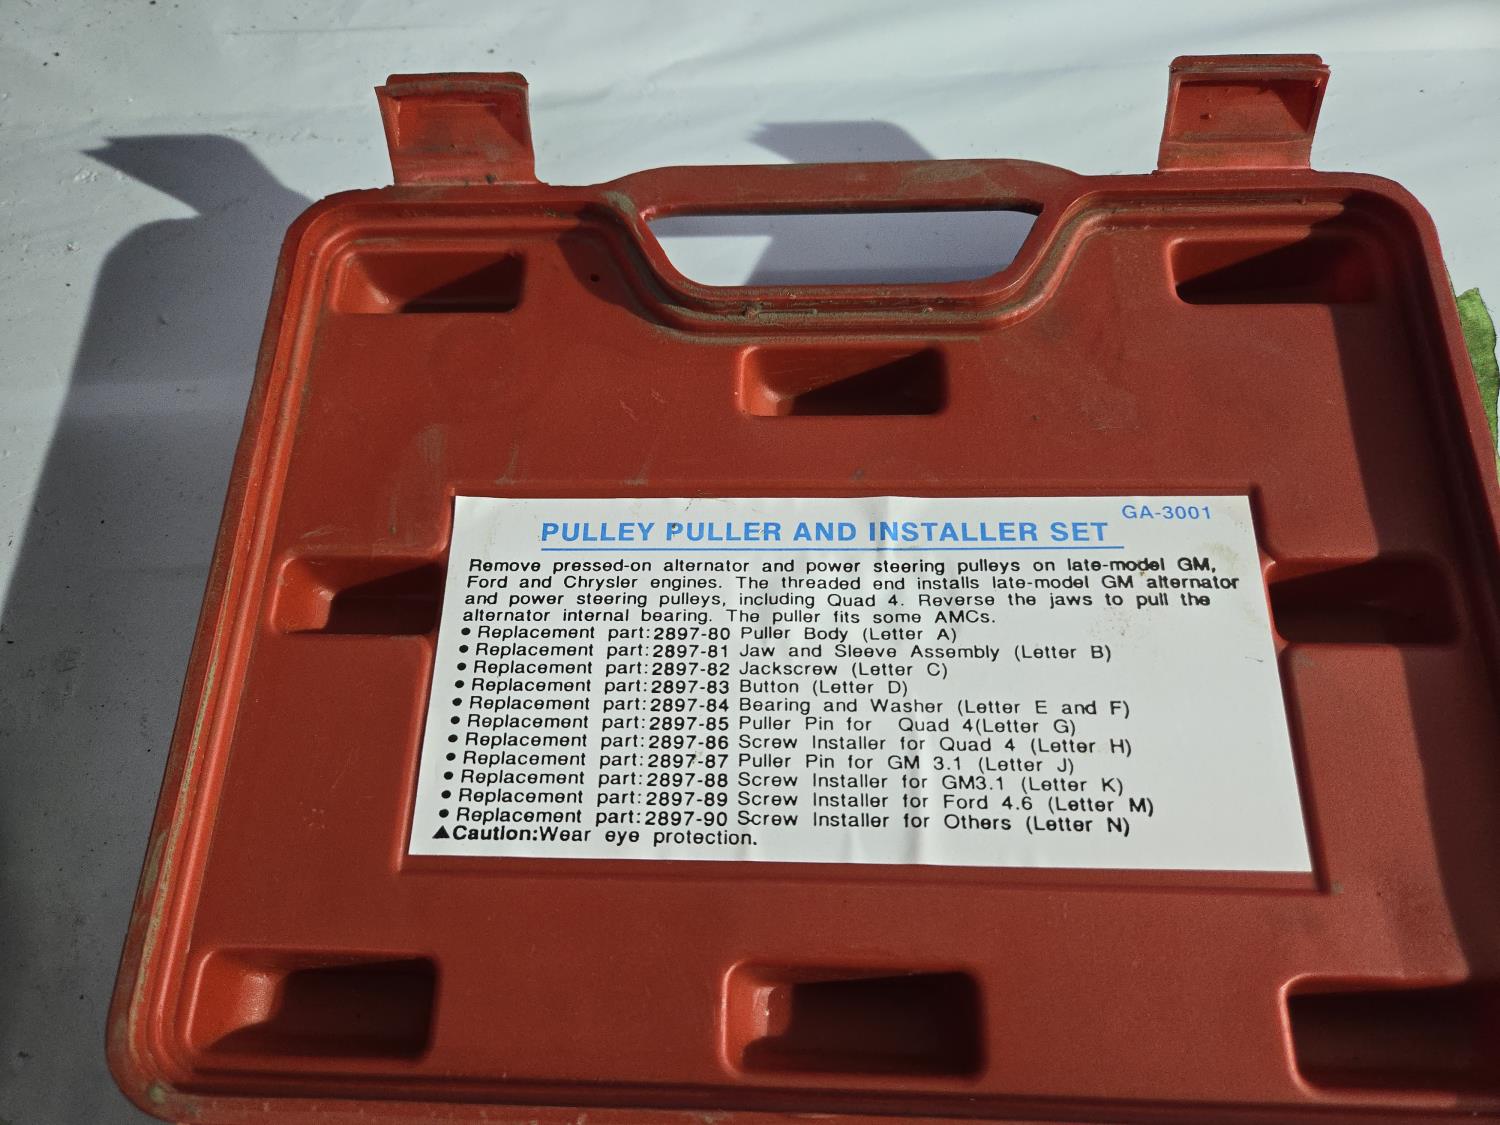 GA-3001
PULLEY PULLER AND INSTALLER SET
Remove pressed-on alternator and power steering pulleys on late-model GM,
Ford and Chrysler engines. The threaded end installs late-model GM alternator
and power steering pulleys, including Quad 4. Reverse the jaws to pull the
alternator internal bearing. The puller fits some AMCs.
• Replacement part:2897-80 Puller Body (Letter A)
• Replacement part:2897-81 Jaw and Sleeve Assembly (Letter B)
• Replacement part:2897-82 Jackscrew (Letter C)
• Replacement part:2897-83 Button (Letter D)
• Replacement part:2897-84 Bearing and Washer (Letter E and F)
• Replacement part:2897-85 Puller Pin for Quad 4(Letter G)
• Replacement part:2897-86 Screw Installer for Quad 4 (Letter H)
• Replacement part:2897-87 Puller Pin for GM 3.1 (Letter J)
• Replacement part:2897-88 Screw Installer for GM3.1 (Letter K)
• Replacement part:2897-89 Screw Installer for Ford 4.6 (Letter M)
• Replacement part:2897-90 Screw Installer for Others (Letter N)
▲Caution:Wear eye protection.